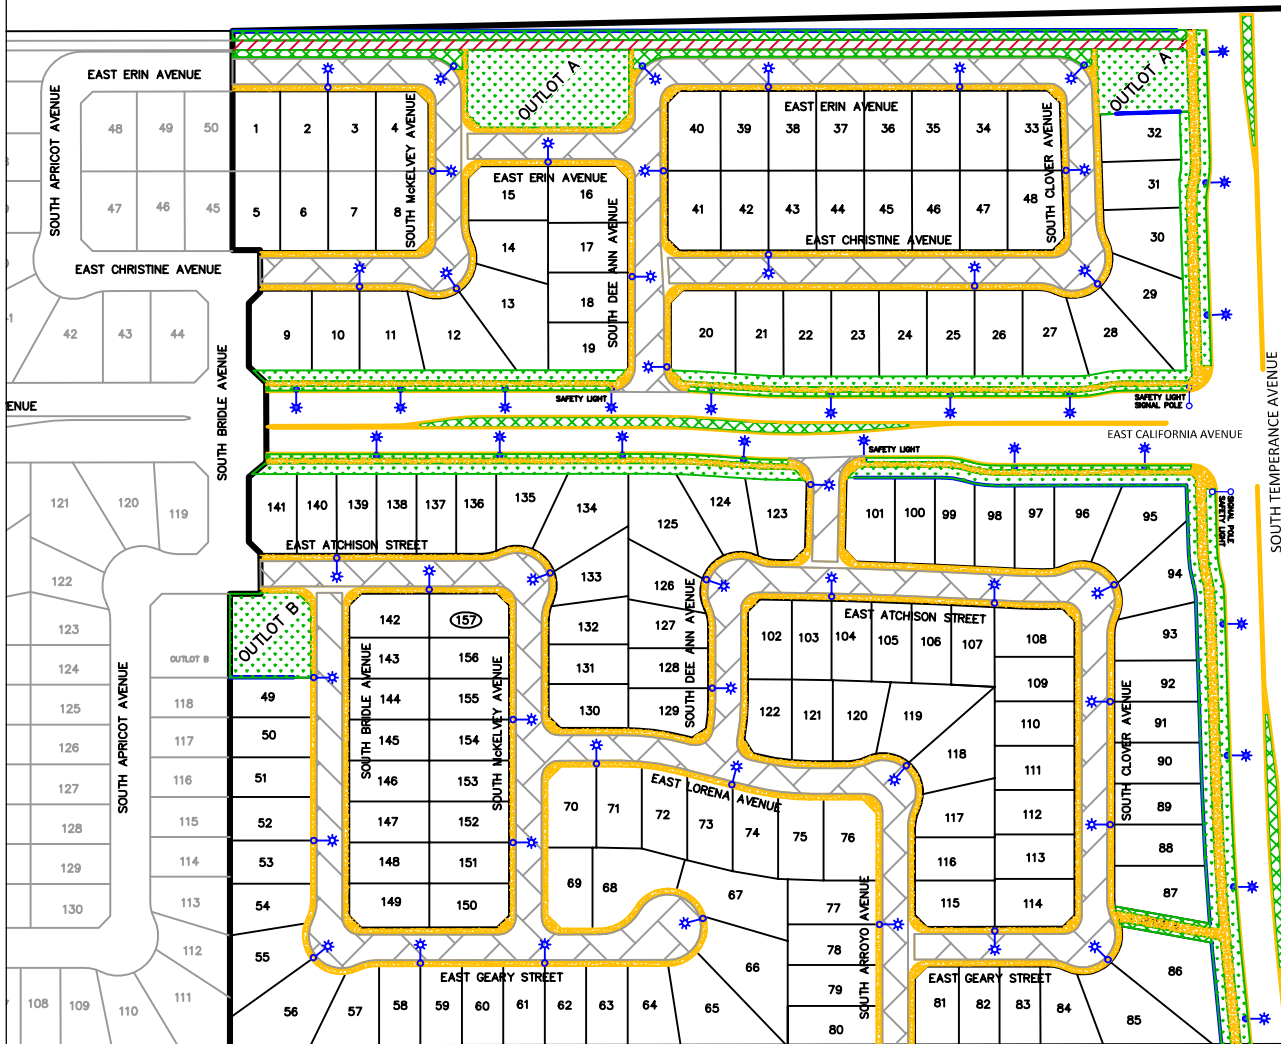 EAST ERIN AVENUE
SOUTH APRICOT AVENUE
48 49 50
47 46 45
EAST CHRISTINE AVENUE
42 43 44
SOUTH BRIDLE AVENUE
OUTLOT A
OUTLOT A
1 2 3 4
5 6 7 8
SOUTH McKELVEY AVENUE
EAST ERIN AVENUE
15 16
14 17
13 18
19
SOUTH DEE ANN AVENUE
9 10 11 12
EAST ERIN AVENUE
40 39 38 37 36 35 34 33
41 42 43 44 45 46 47 48
SOUTH CLOVER AVENUE
EAST CHRISTINE AVENUE
32
31
30
29
20 21 22 23 24 25 26 27 28
SAFETY LIGHT
SAFETY LIGHT
SIGNAL POLE
ENUE
EAST CALIFORNIA AVENUE
SOUTH TEMPERANCE AVENUE
SAFETY LIGHT
SIGNAL POLE
SAFETY LIGHT
121 120 119
122
123
124
125
126
127
128
129
130
OUTLOT B
118
117
116
115
114
113
112
111
108 109 110
SOUTH APRICOT AVENUE
141 140 139 138 137 136 135 134
EAST ATCHISON STREET
133
132
131
130
125 124 123
126
127
128
129
SOUTH DEE ANN AVENUE
101 100 99 98 97 96 95
94
93
92
91
90
89
88
87
86
OUTLOT B
49
50
51
52
53
54
55
56 57 58 59 60 61 62 63 64 65
66
142 157
143 156
144 155
145 154
146 153
147 152
148 151
149 150
SOUTH BRIDLE AVENUE
SOUTH McKELVEY AVENUE
EAST ATCHISON STREET
102 103 104 105 106 107 108
109
110
111
112
113
114
122 121 120 119
118
117
116
115
SOUTH CLOVER AVENUE
EAST LORENA AVENUE
70 71 72 73 74 75 76
69 68 67
77
78
79
80
SOUTH ARROYO AVENUE
EAST GEARY STREET
EAST GEARY STREET
81 82 83 84 85